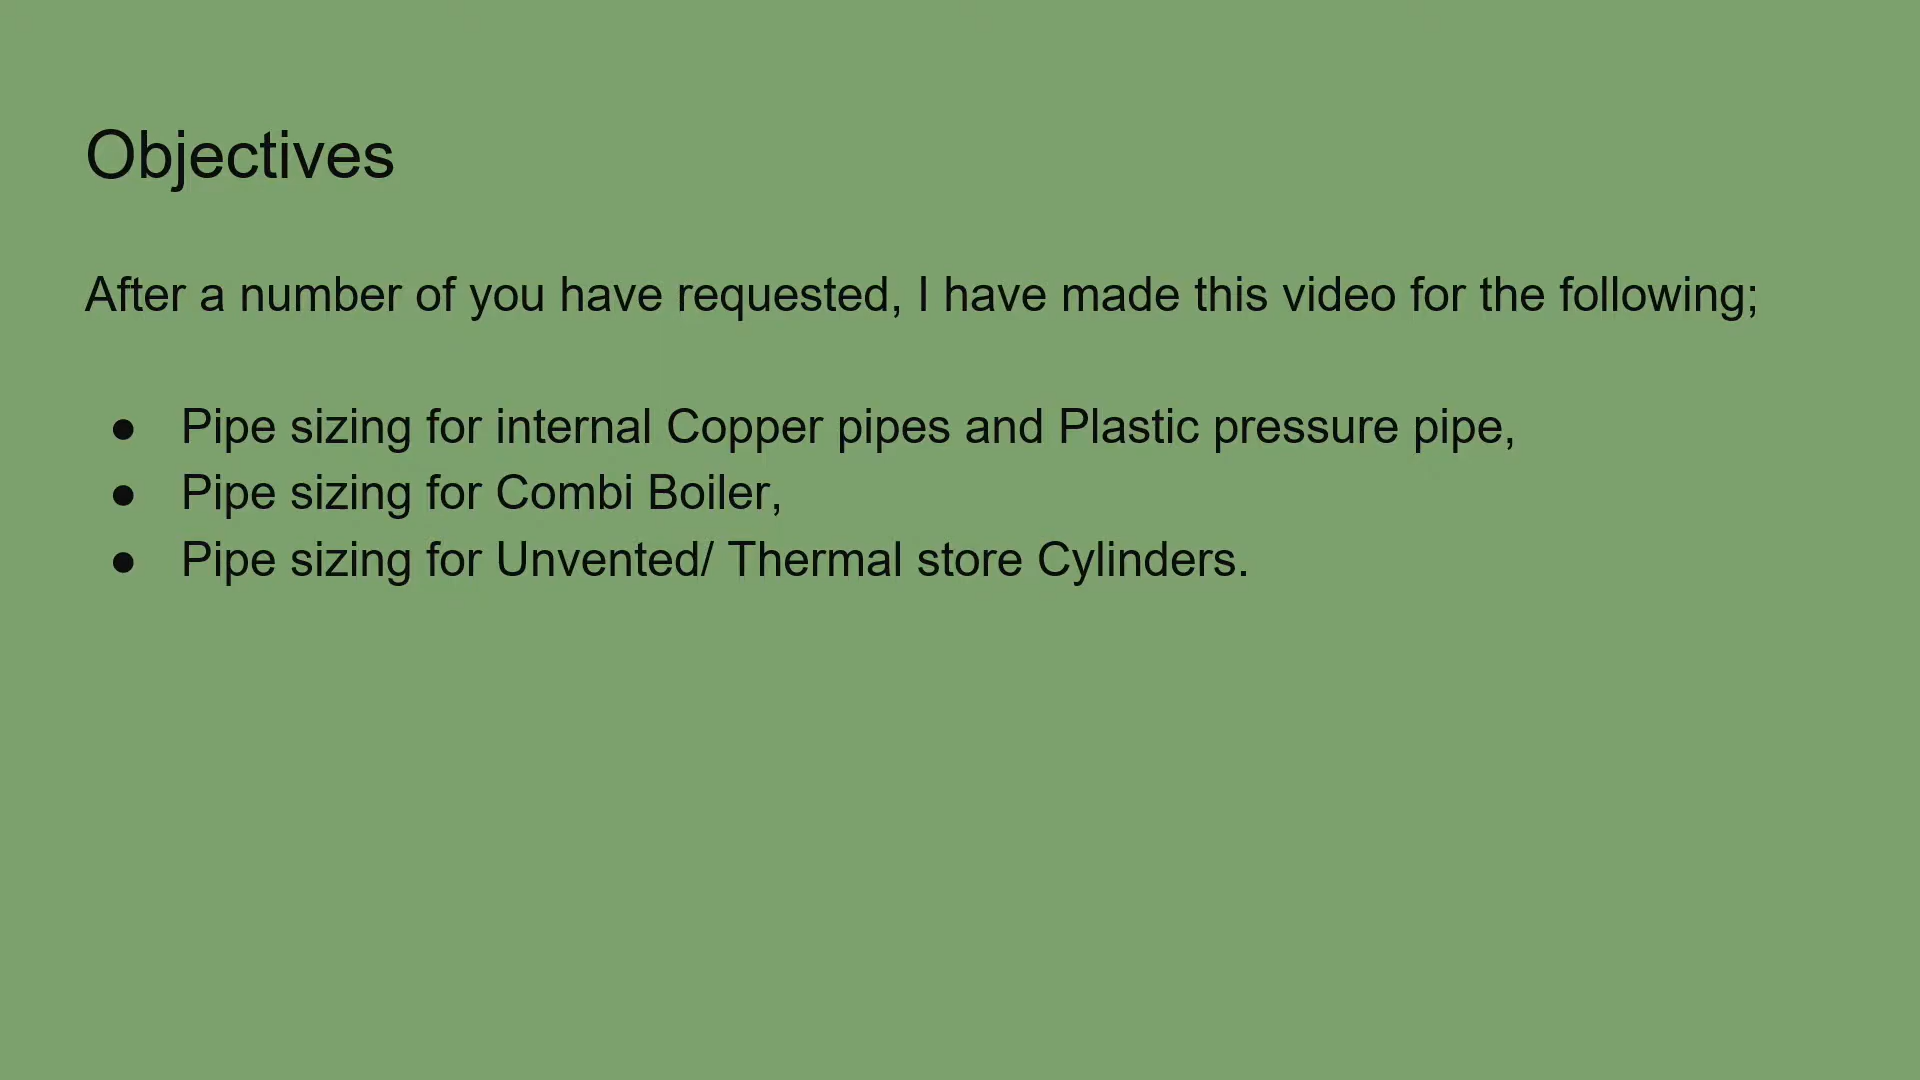 Objectives
After a number of you have requested, I have made this video for the following;
● Pipe sizing for internal Copper pipes and Plastic pressure pipe,
● Pipe sizing for Combi Boiler,
● Pipe sizing for Unvented/ Thermal store Cylinders.